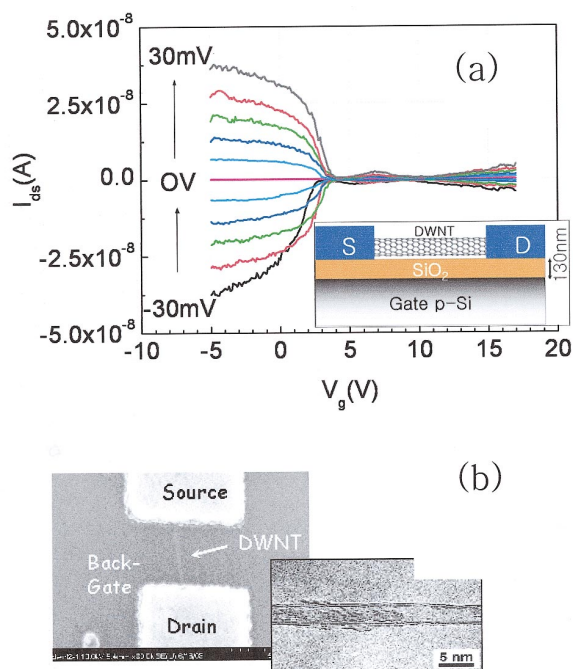 5.0x10⁻⁸
(a)
30mV
2.5x10⁻⁸
0.0
0V
-2.5x10⁻⁸
-30mV
-5.0x10⁻⁸
I_ds(A)
DWNT
S
D
SiO₂
130nm
Gate p-Si
-10
-5
0
5
10
15
20
V_g(V)
(b)
Source
DWNT
Back-
Gate
Drain
5 nm